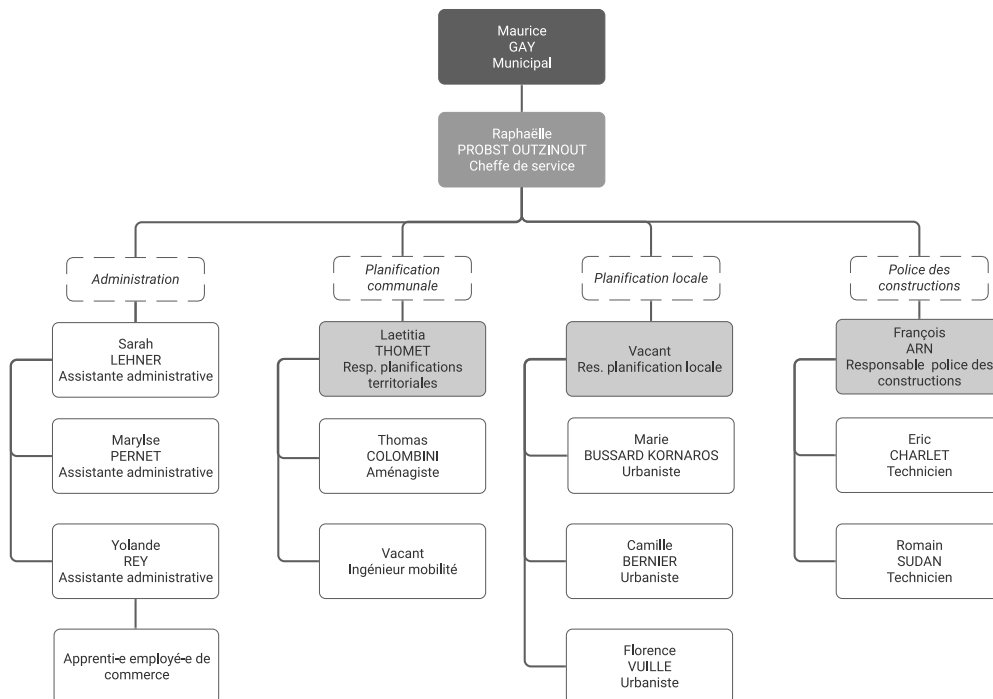 Maurice
GAY
Municipal
Raphaëlle
PROBST OUTZINOUT
Cheffe de service
Administration
Sarah
LEHNER
Assistante administrative
Marylse
PERNET
Assistante administrative
Yolande
REY
Assistante administrative
Apprenti-e employé-e de
commerce
Planification
communale
Laetitia
THOMET
Resp. planifications
territoriales
Thomas
COLOMBINI
Aménagiste
Vacant
Ingénieur mobilité
Planification locale
Vacant
Res. planification locale
Marie
BUSSARD KORNAROS
Urbaniste
Camille
BERNIER
Urbaniste
Florence
VUILLE
Urbaniste
Police des
constructions
François
ARN
Responsable police des
constructions
Eric
CHARLET
Technicien
Romain
SUDAN
Technicien